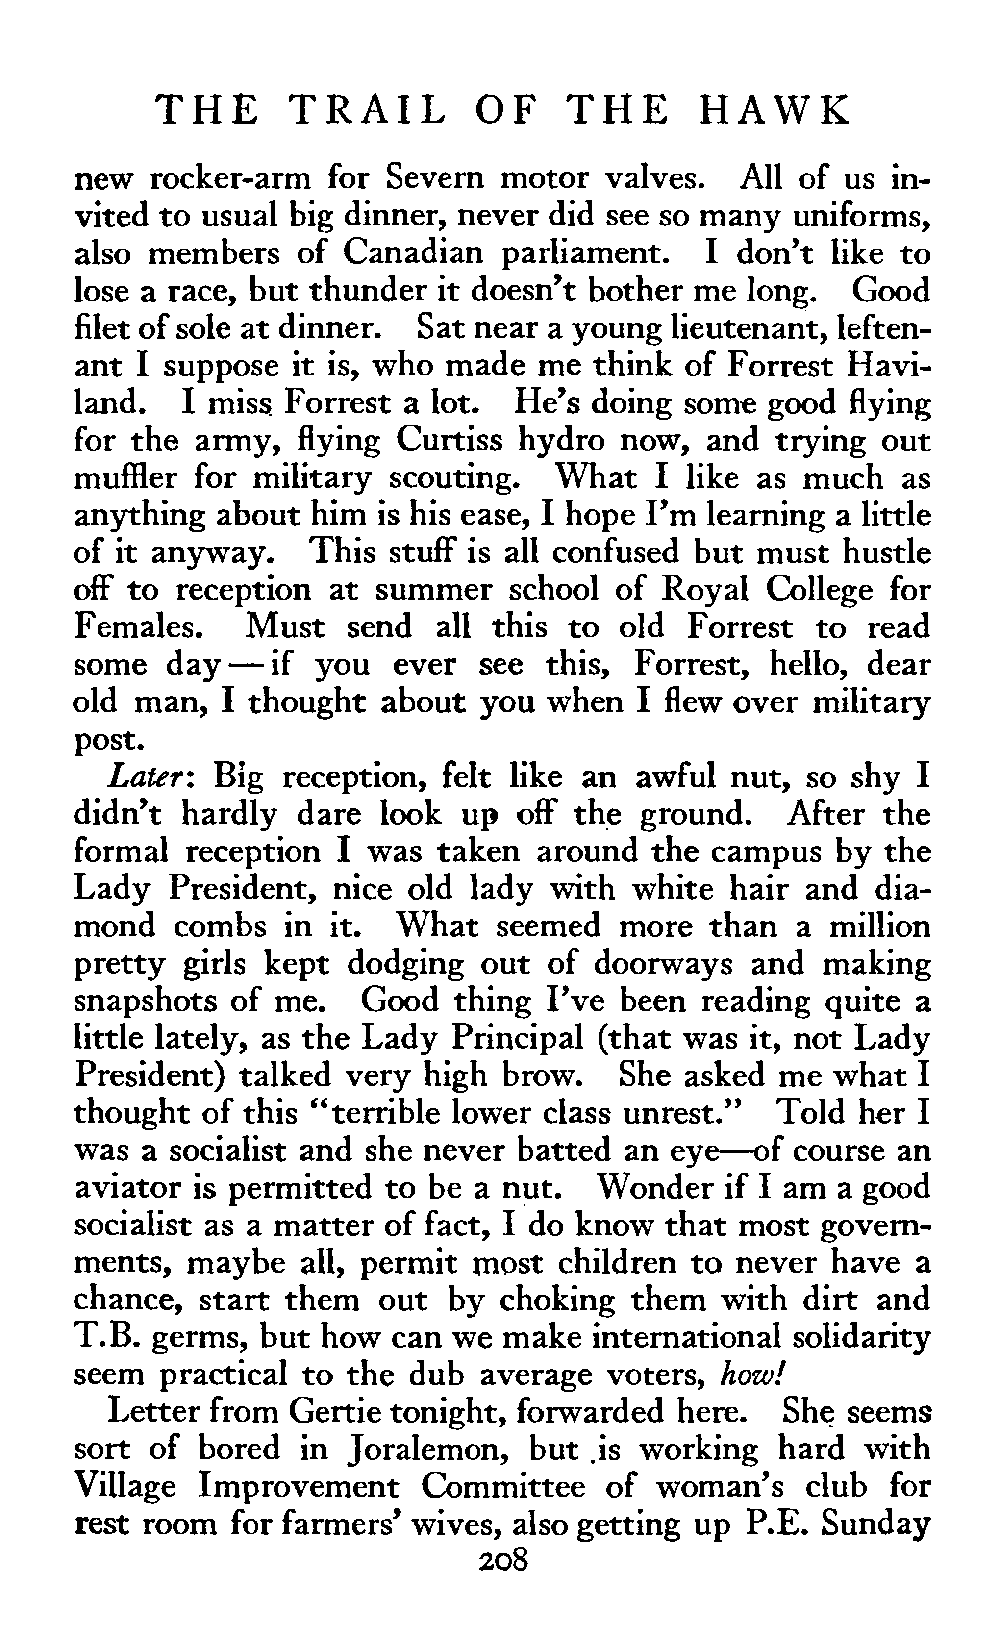 THE TRAIL OF THE HAWK
new rocker-arm for Severn motor valves. All of us in-
vited to usual big dinner, never did see so many uniforms,
also members of Canadian parliament. I don't like to
lose a race, but thunder it doesn't bother me long. Good
filet of sole at dinner. Sat near a young lieutenant, leften-
ant I suppose it is, who made me think of Forrest Havi-
land. I miss Forrest a lot. He's doing some good flying
for the army, flying Curtiss hydro now, and trying out
muffler for military scouting. What I like as much as
anything about him is his ease, I hope I'm learning a little
of it anyway. This stuff is all confused but must hustle
off to reception at summer school of Royal College for
Females. Must send all this to old Forrest to read
some day—if you ever see this, Forrest, hello, dear
old man, I thought about you when I flew over military
post.
Later: Big reception, felt like an awful nut, so shy I
didn't hardly dare look up off the ground. After the
formal reception I was taken around the campus by the
Lady President, nice old lady with white hair and dia-
mond combs in it. What seemed more than a million
pretty girls kept dodging out of doorways and making
snapshots of me. Good thing I've been reading quite a
little lately, as the Lady Principal (that was it, not Lady
President) talked very high brow. She asked me what I
thought of this "terrible lower class unrest." Told her I
was a socialist and she never batted an eye—of course an
aviator is permitted to be a nut. Wonder if I am a good
socialist as a matter of fact, I do know that most govern-
ments, maybe all, permit most children to never have a
chance, start them out by choking them with dirt and
T.B. germs, but how can we make international solidarity
seem practical to the dub average voters, how!
Letter from Gertie tonight, forwarded here. She seems
sort of bored in Joralemon, but is working hard with
Village Improvement Committee of woman's club for
rest room for farmers' wives, also getting up P.E. Sunday
208